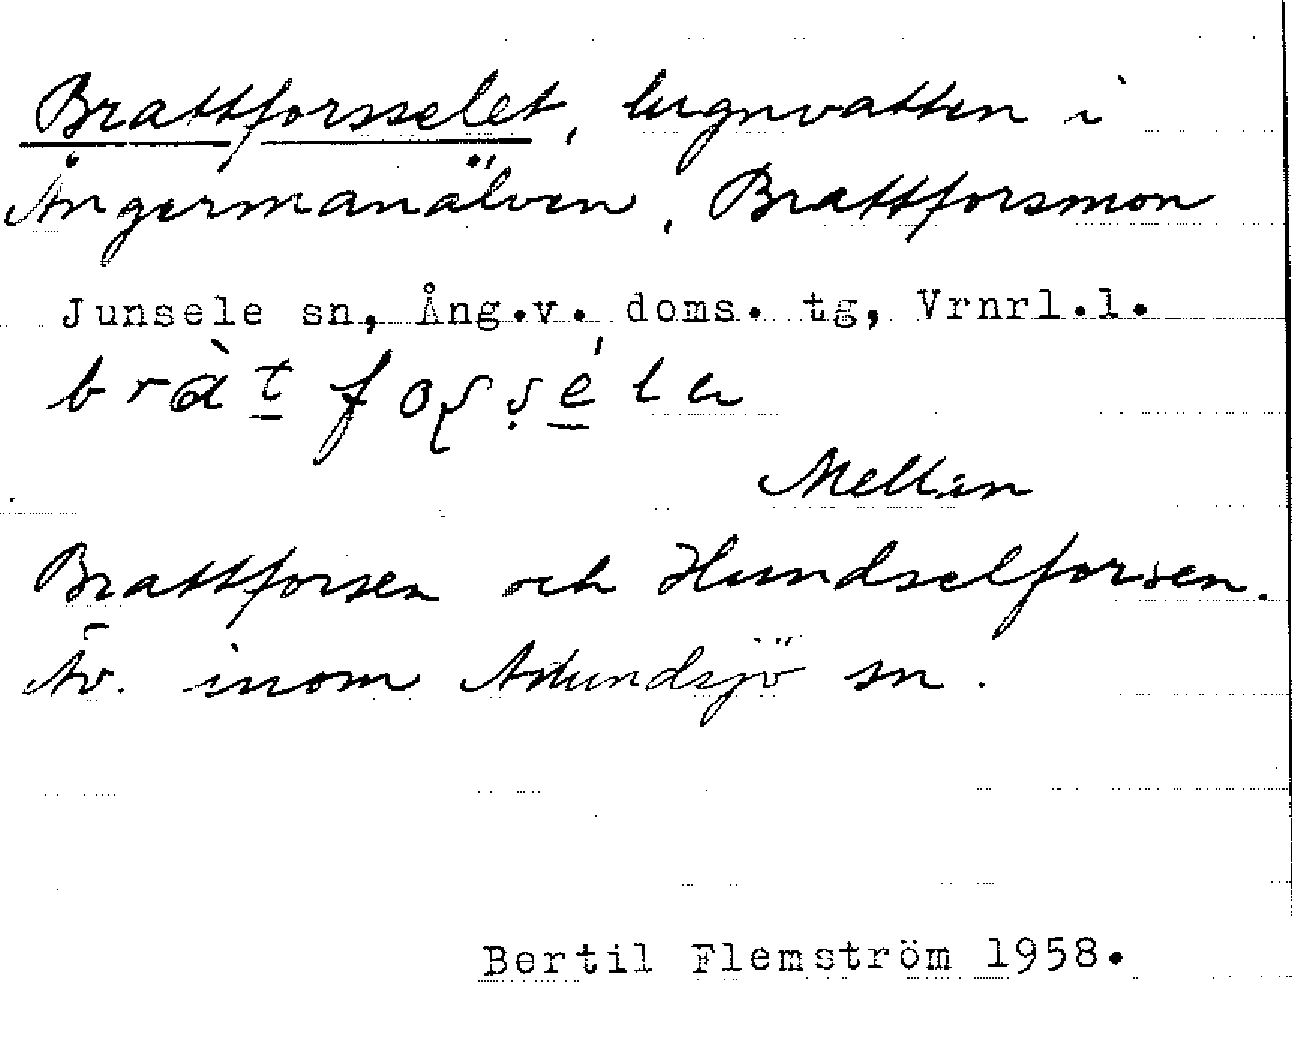 Brattforsselet, lugnvatten i
Ångermanälven, Brattforsmon
Junsele sn, Ång.v. doms. tg, Vrnrl.l.
Mellan
Brattforsen och Hundselforsen.
Äv. inom Ådundsjö sn.
Bertil Flemström 1958.